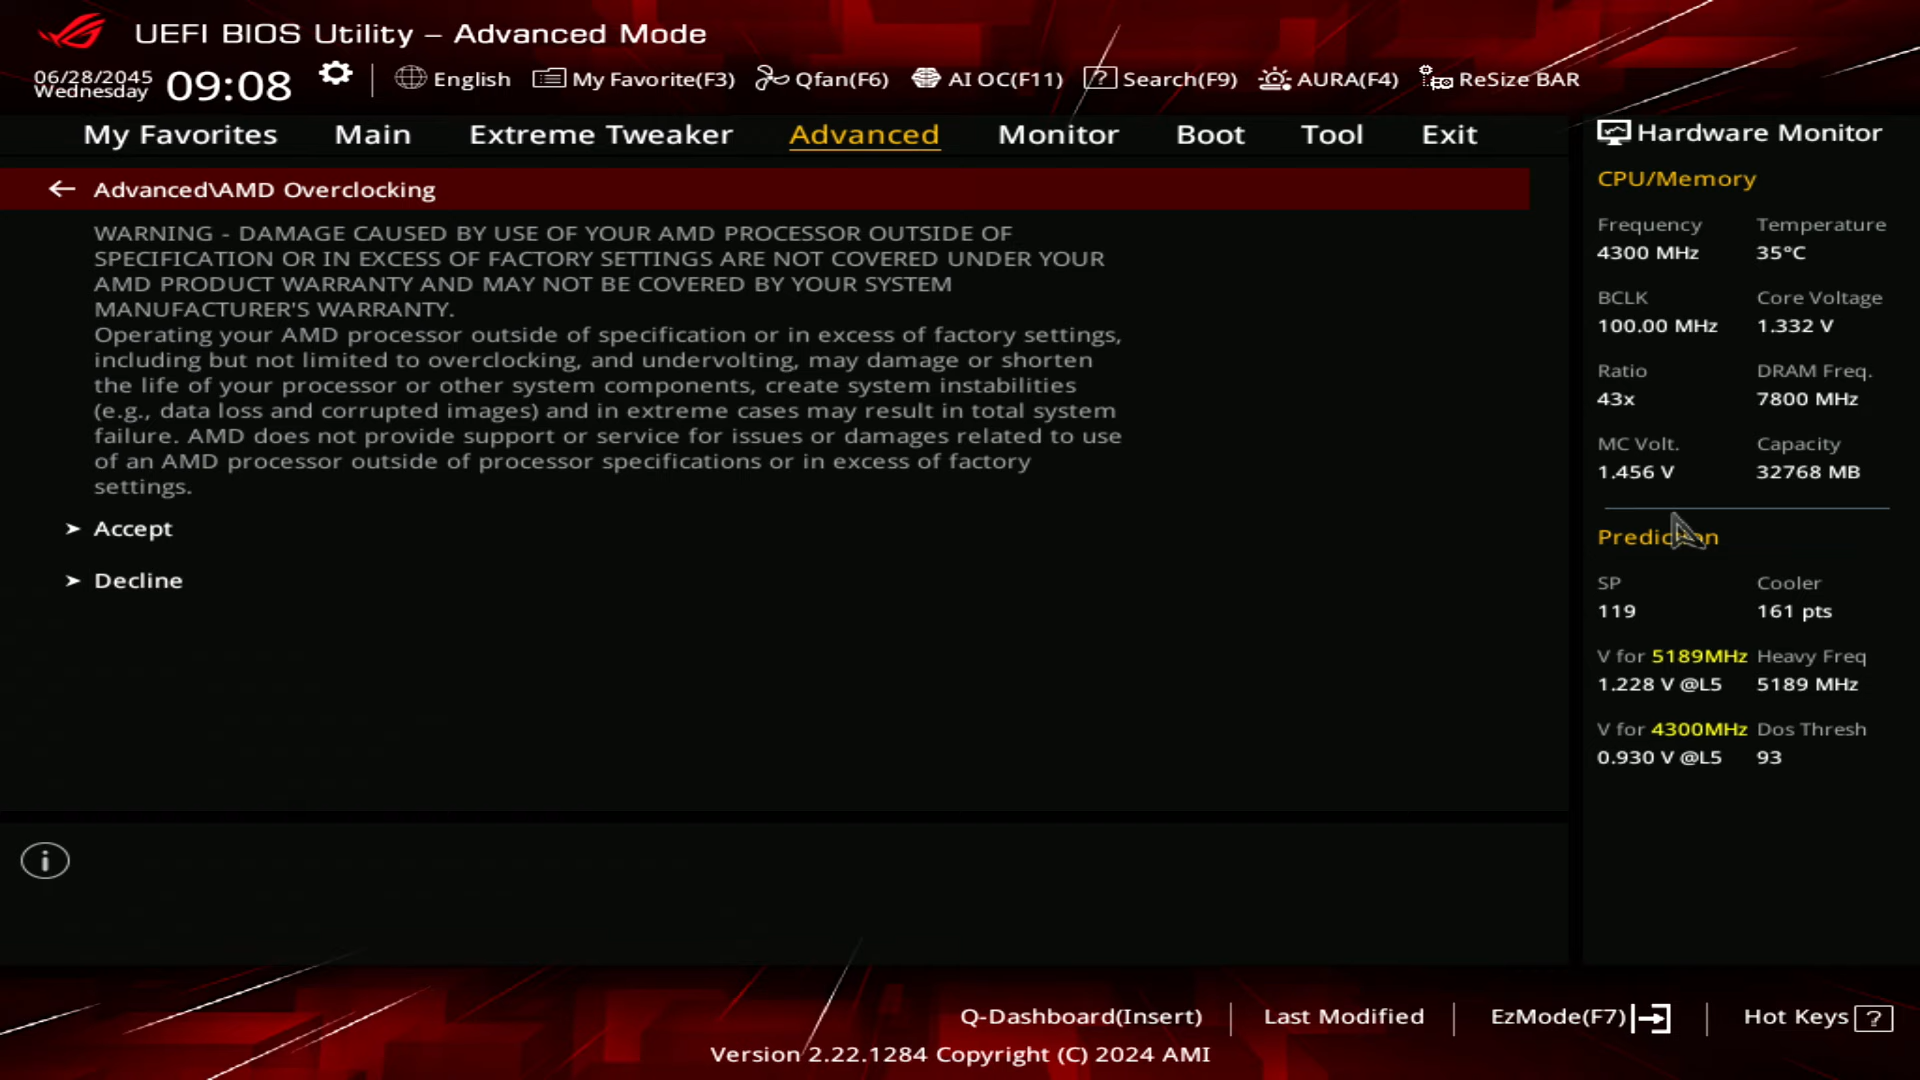 UEFI BIOS Utility – Advanced Mode
06/28/2045
Wednesday
09:08
English
My Favorite(F3)
Qfan(F6)
AI OC(F11)
? Search(F9)
AURA(F4)
ReSize BAR
My Favorites
Main
Extreme Tweaker
Advanced
Monitor
Boot
Tool
Exit
Advanced\AMD Overclocking
WARNING - DAMAGE CAUSED BY USE OF YOUR AMD PROCESSOR OUTSIDE OF
SPECIFICATION OR IN EXCESS OF FACTORY SETTINGS ARE NOT COVERED UNDER YOUR
AMD PRODUCT WARRANTY AND MAY NOT BE COVERED BY YOUR SYSTEM
MANUFACTURER'S WARRANTY.
Operating your AMD processor outside of specification or in excess of factory settings,
including but not limited to overclocking, and undervolting, may damage or shorten
the life of your processor or other system components, create system instabilities
(e.g., data loss and corrupted images) and in extreme cases may result in total system
failure. AMD does not provide support or service for issues or damages related to use
of an AMD processor outside of processor specifications or in excess of factory
settings.
Accept
Decline
Hardware Monitor
CPU/Memory
Frequency Temperature
4300 MHz 35°C
BCLK Core Voltage
100.00 MHz 1.332 V
Ratio DRAM Freq.
43x 7800 MHz
MC Volt. Capacity
1.456 V 32768 MB
Prediction
SP Cooler
119 161 pts
V for 5189MHz Heavy Freq
1.228 V @L5 5189 MHz
V for 4300MHz Dos Thresh
0.930 V @L5 93
i
Q-Dashboard(Insert)
Last Modified
EzMode(F7)
Hot Keys ?
Version 2.22.1284 Copyright (C) 2024 AMI